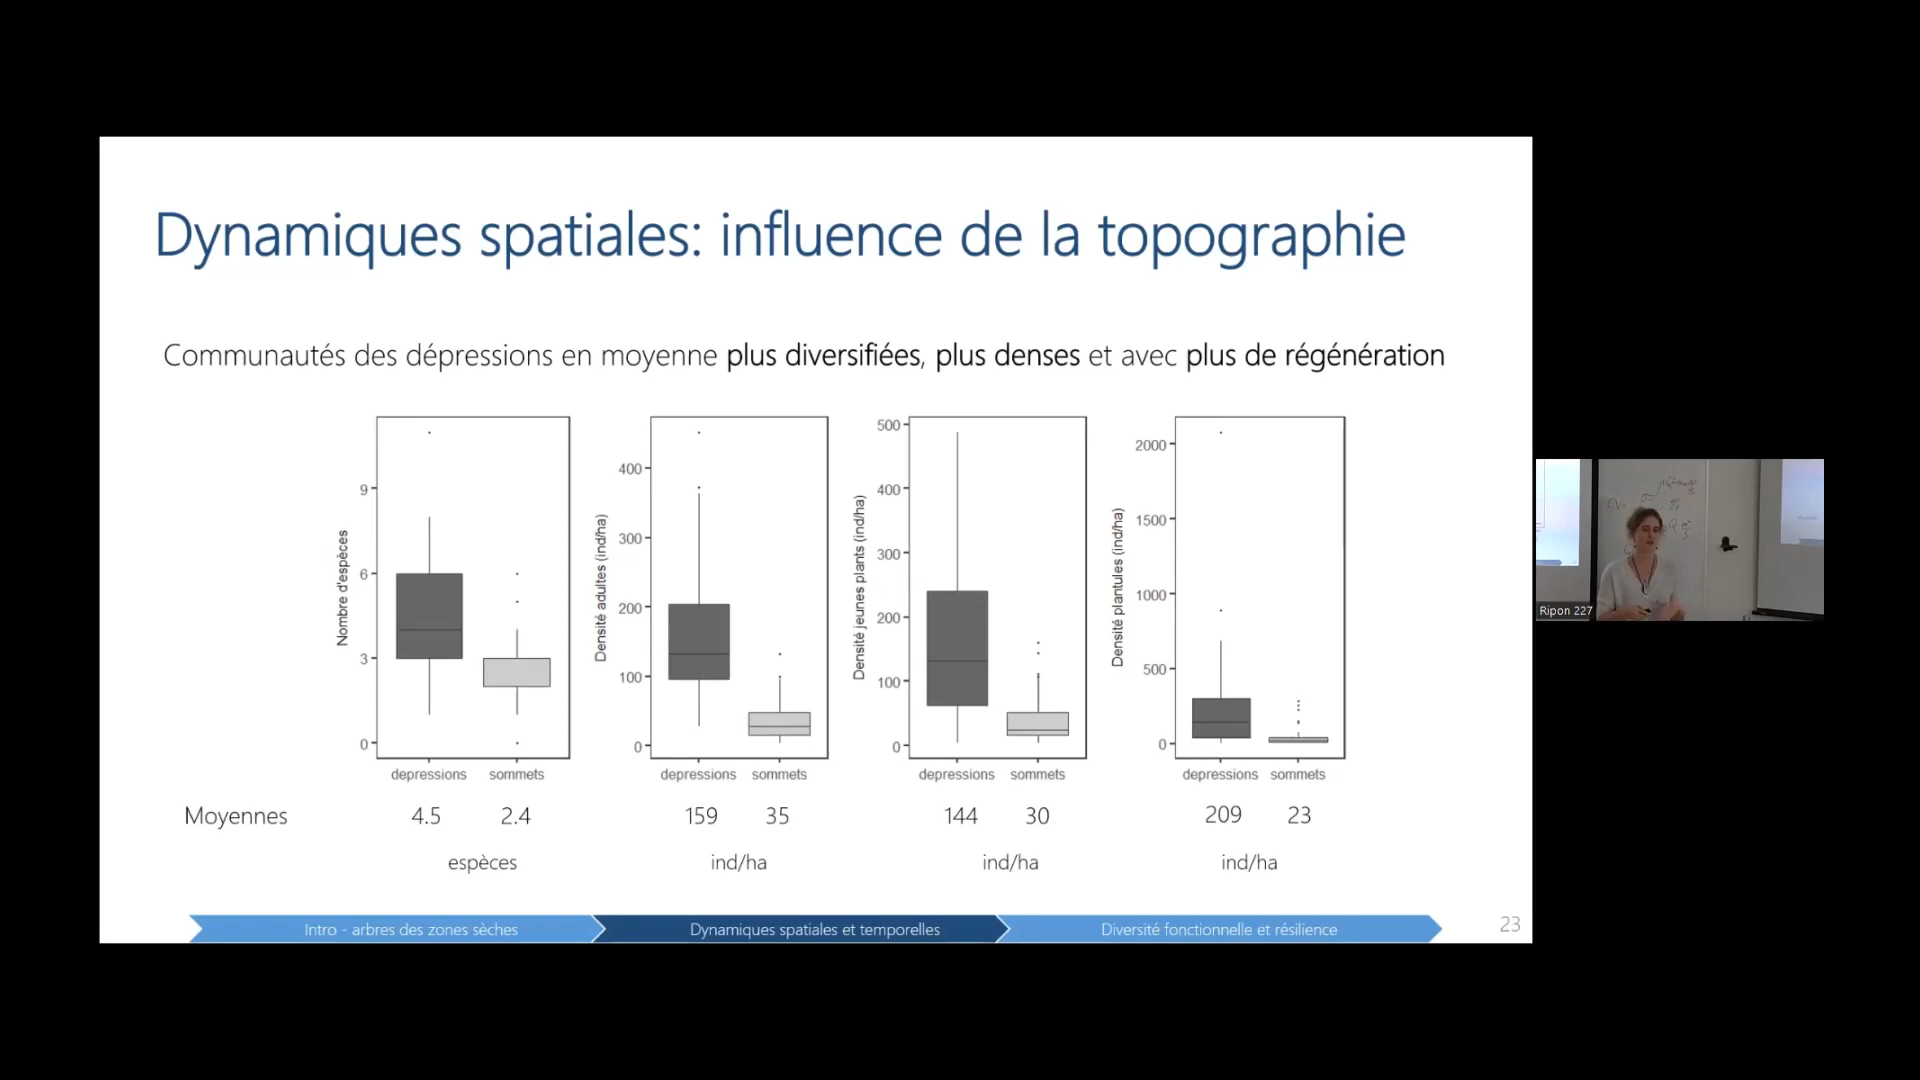 Dynamiques spatiales: influence de la topographie
Communautés des dépressions en moyenne plus diversifiées, plus denses et avec plus de régénération
Nombre d'espèces
9
6
3
0
depressions sommets
Densité adultes (ind/ha)
400
300
200
100
0
depressions sommets
Densité jeunes plants (ind/ha)
500
400
300
200
100
0
depressions sommets
Densité plantules (ind/ha)
2000
1500
1000
500
0
depressions sommets
Moyennes 4.5 2.4 159 35 144 30 209 23
espèces ind/ha ind/ha ind/ha
Intro - arbres des zones sèches Dynamiques spatiales et temporelles Diversité fonctionnelle et résilience 23
Ripon 227